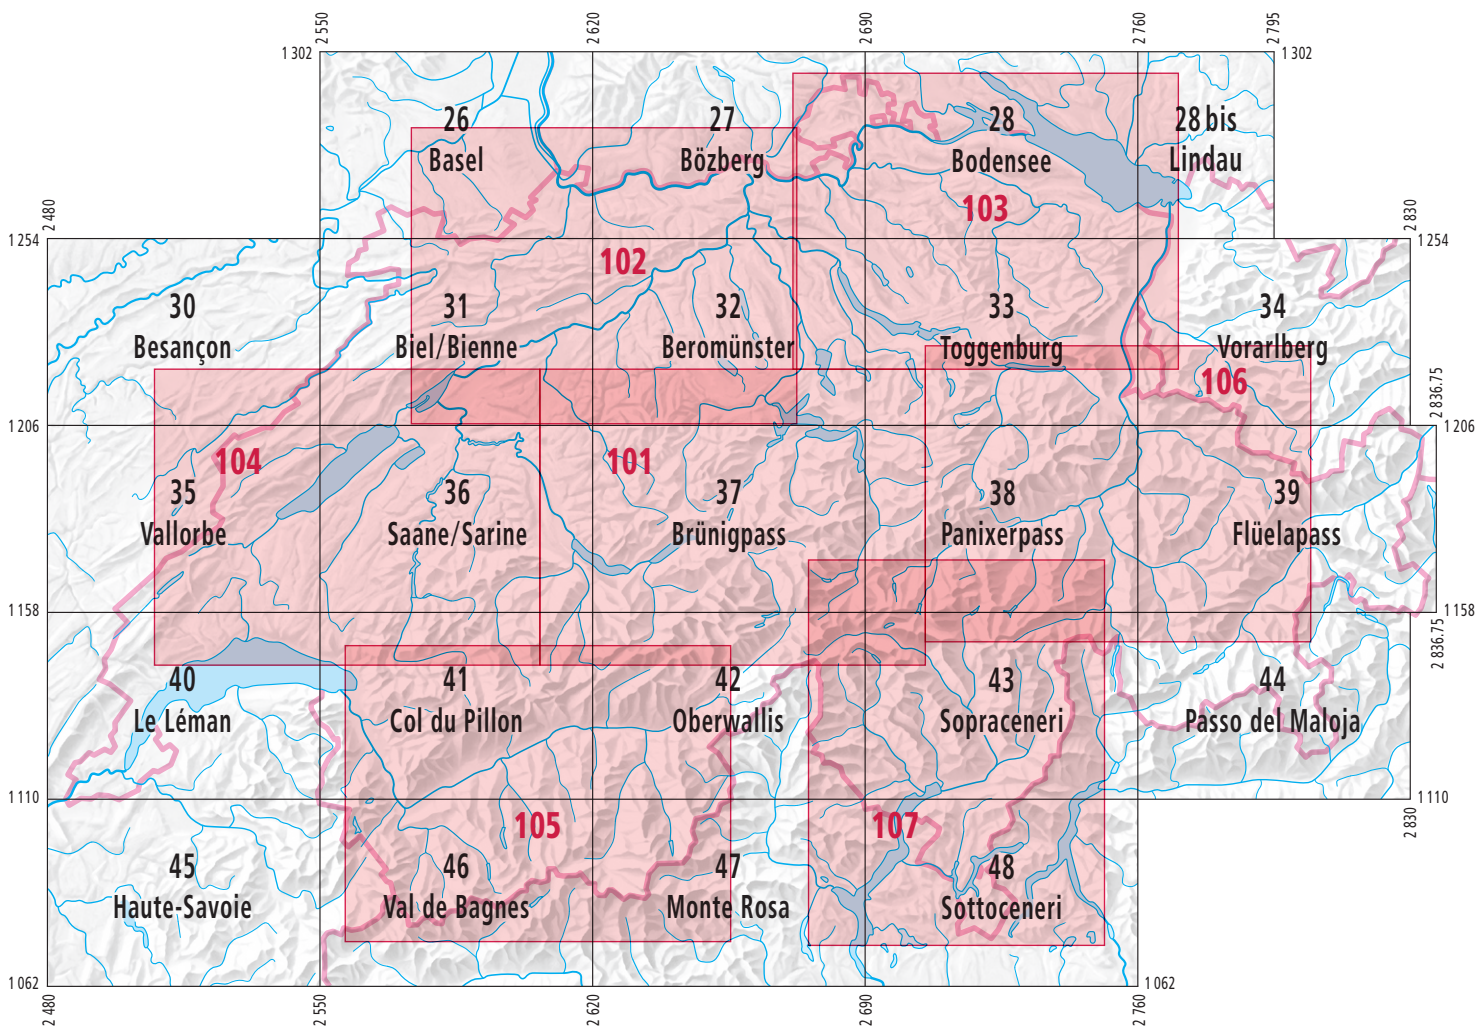 2 550
2 620
2 690
2 760
2 795
1 302
1 302
26
Basel
27
Bözberg
28
Bodensee
28 bis
Lindau
103
2 480
2 830
1 254
1 254
102
30
Besançon
31
Biel/Bienne
32
Beromünster
33
Toggenburg
34
Vorarlberg
106
2 836.75
1 206
1 206
104
101
35
Vallorbe
36
Saane/Sarine
37
Brünigpass
38
Panixerpass
39
Flüelapass
1 158
1 158
2 836.75
40
Le Léman
41
Col du Pillon
42
Oberwallis
43
Sopraceneri
44
Passo del Maloja
1 110
1 110
2 830
105
107
45
Haute-Savoie
46
Val de Bagnes
47
Monte Rosa
48
Sottoceneri
1 062
1 062
2 480
2 550
2 620
2 690
2 760